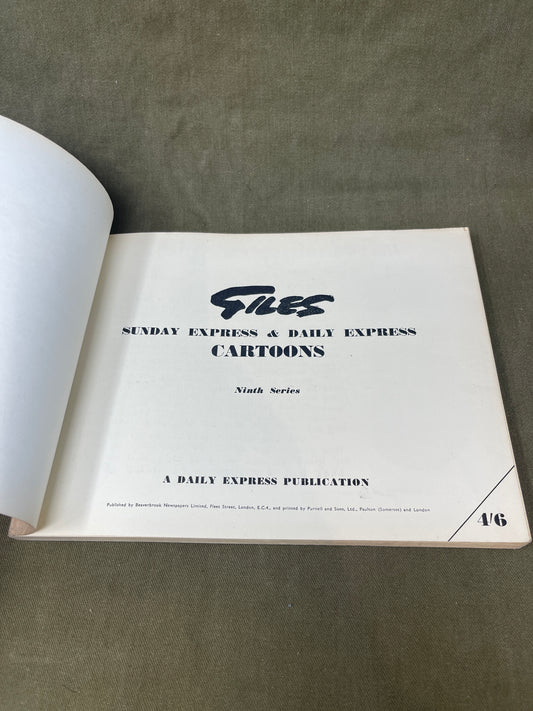 GILES
SUNDAY EXPRESS & DAILY EXPRESS
CARTOONS
Ninth Series
A DAILY EXPRESS PUBLICATION
Published by Beaverbrook Newspapers Limited, Fleet Street, London, E.C.4, and printed by Purnell and Sons, Ltd., Paulton (Somerset) and London
4/6